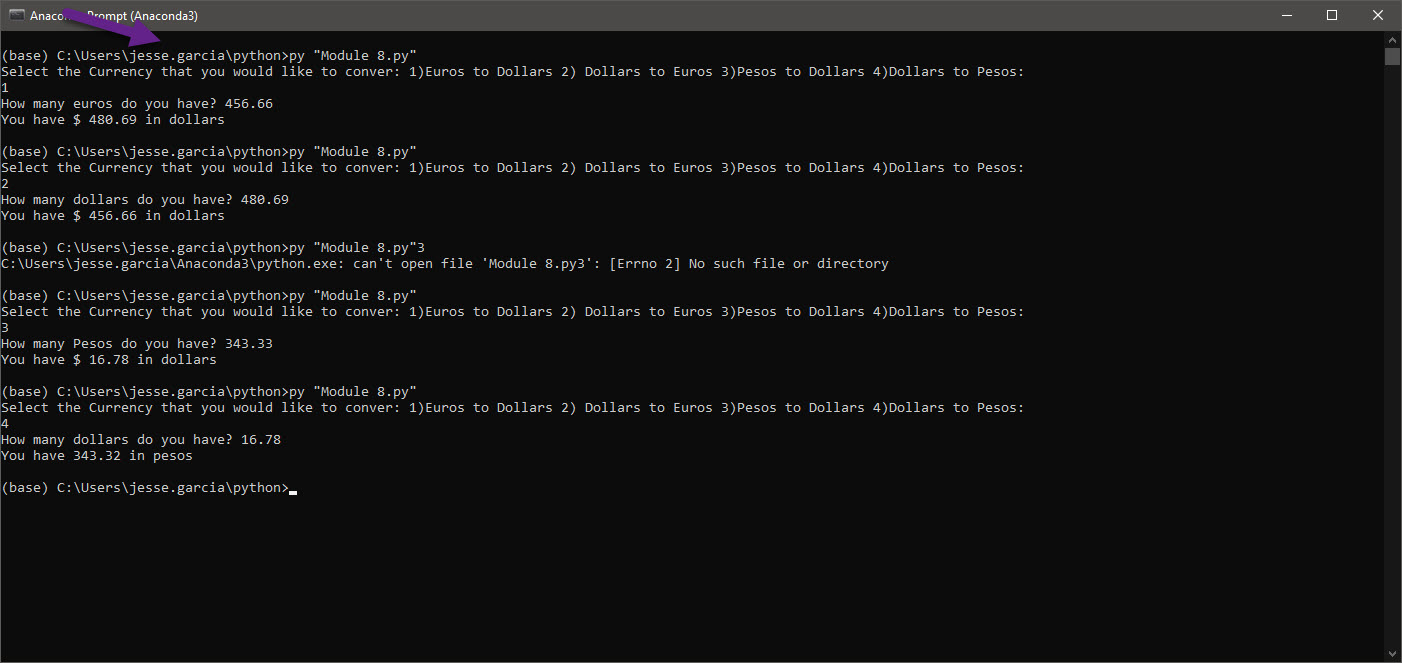 Anaco Prompt (Anaconda3)
(base) C:\Users\jesse.garcia\python>py "Module 8.py"
Select the Currency that you would like to conver: 1)Euros to Dollars 2) Dollars to Euros 3)Pesos to Dollars 4)Dollars to Pesos:
1
How many euros do you have? 456.66
You have $ 480.69 in dollars
(base) C:\Users\jesse.garcia\python>py "Module 8.py"
Select the Currency that you would like to conver: 1)Euros to Dollars 2) Dollars to Euros 3)Pesos to Dollars 4)Dollars to Pesos:
2
How many dollars do you have? 480.69
You have $ 456.66 in dollars
(base) C:\Users\jesse.garcia\python>py "Module 8.py"3
C:\Users\jesse.garcia\Anaconda3\python.exe: can't open file 'Module 8.py3': [Errno 2] No such file or directory
(base) C:\Users\jesse.garcia\python>py "Module 8.py"
Select the Currency that you would like to conver: 1)Euros to Dollars 2) Dollars to Euros 3)Pesos to Dollars 4)Dollars to Pesos:
3
How many Pesos do you have? 343.33
You have $ 16.78 in dollars
(base) C:\Users\jesse.garcia\python>py "Module 8.py"
Select the Currency that you would like to conver: 1)Euros to Dollars 2) Dollars to Euros 3)Pesos to Dollars 4)Dollars to Pesos:
4
How many dollars do you have? 16.78
You have 343.32 in pesos
(base) C:\Users\jesse.garcia\python>